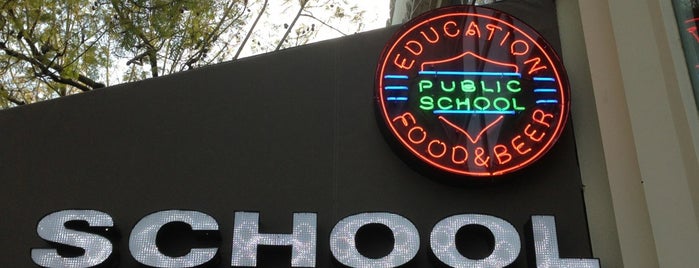 EDUCATION
PUBLIC
SCHOOL
FOOD & BEER
SCHOOL